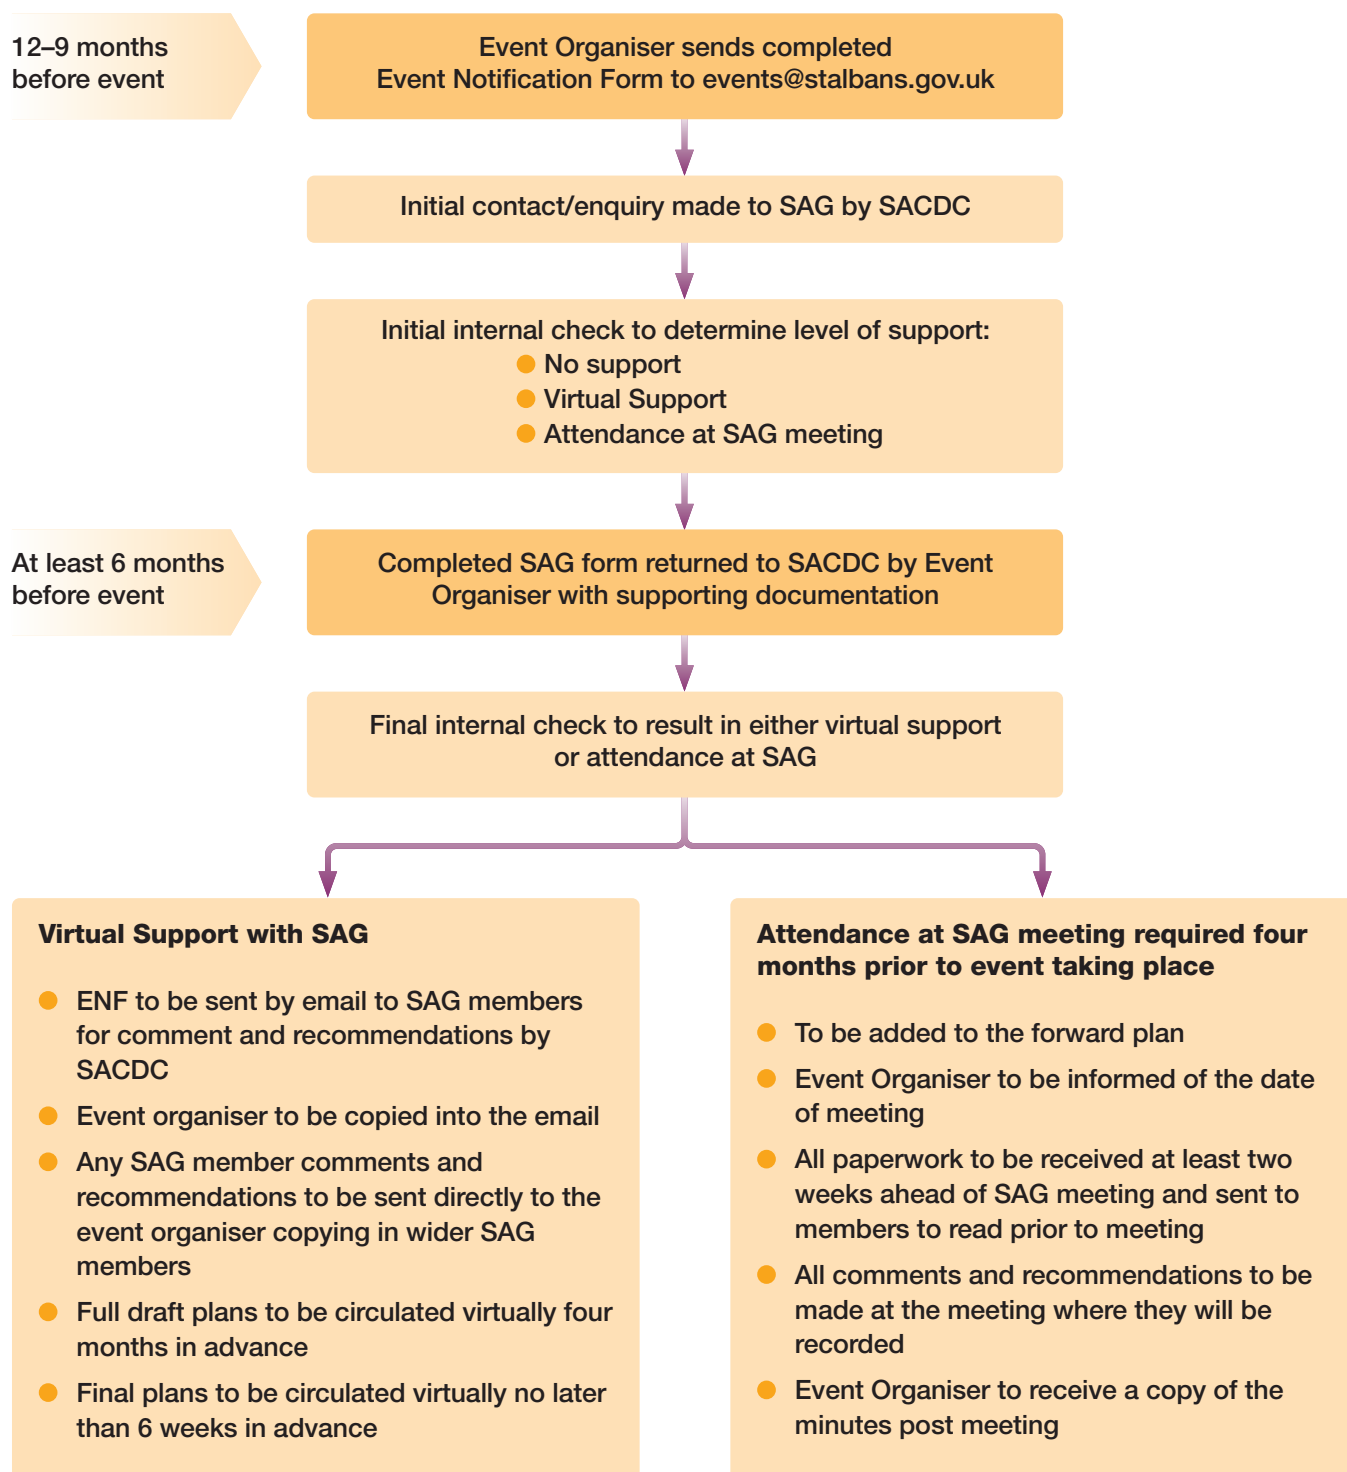 12–9 months
before event
Event Organiser sends completed
Event Notification Form to events@stalbans.gov.uk
Initial contact/enquiry made to SAG by SACDC
Initial internal check to determine level of support:
No support
Virtual Support
Attendance at SAG meeting
At least 6 months
before event
Completed SAG form returned to SACDC by Event
Organiser with supporting documentation
Final internal check to result in either virtual support
or attendance at SAG
Virtual Support with SAG
ENF to be sent by email to SAG members
for comment and recommendations by
SACDC
Event organiser to be copied into the email
Any SAG member comments and
recommendations to be sent directly to the
event organiser copying in wider SAG
members
Full draft plans to be circulated virtually four
months in advance
Final plans to be circulated virtually no later
than 6 weeks in advance
Attendance at SAG meeting required four
months prior to event taking place
To be added to the forward plan
Event Organiser to be informed of the date
of meeting
All paperwork to be received at least two
weeks ahead of SAG meeting and sent to
members to read prior to meeting
All comments and recommendations to be
made at the meeting where they will be
recorded
Event Organiser to receive a copy of the
minutes post meeting